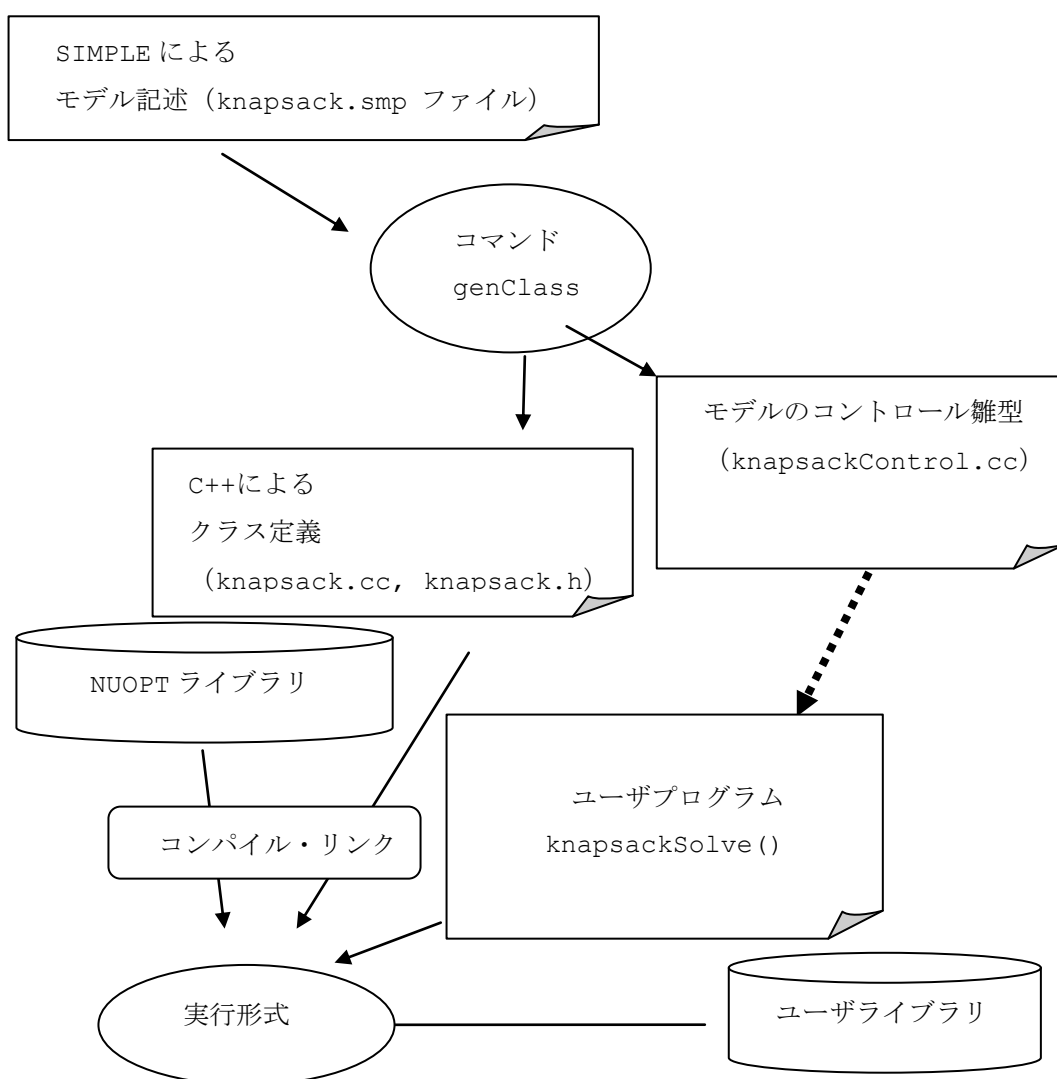 SIMPLE による
モデル記述（knapsack.smp ファイル）
コマンド
genClass
モデルのコントロール雛型
（knapsackControl.cc）
C++による
クラス定義
（knapsack.cc, knapsack.h）
NUOPT ライブラリ
コンパイル・リンク
ユーザプログラム
knapsackSolve()
実行形式
ユーザライブラリ